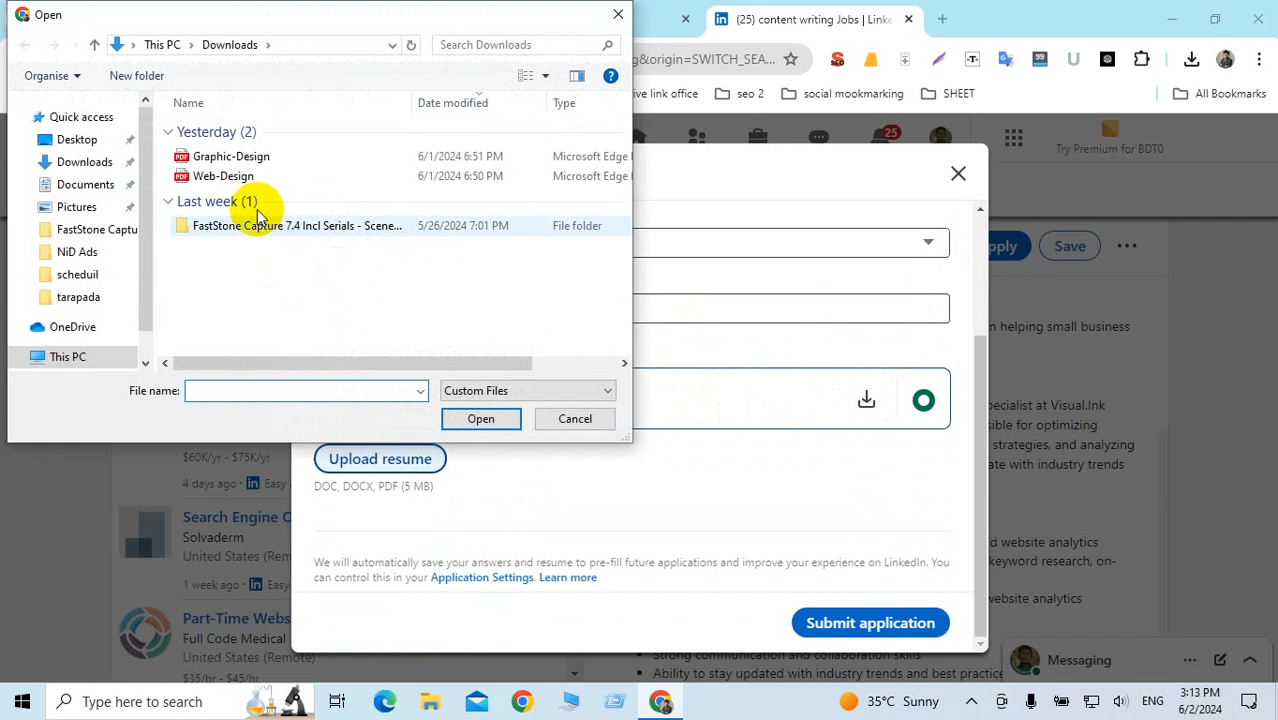 Open
(25) content writing Jobs | Linke
This PC
Downloads
Search Downloads
g&origin=SWITCH_SEA...
Organise
New folder
ive link office
seo 2
social mookmarking
SHEET
All Bookmarks
Name
Date modified
Type
Quick access
Desktop
Downloads
Documents
Pictures
FastStone Captu
NiD Ads
scheduil
tarapada
OneDrive
This PC
Yesterday (2)
Graphic-Design
6/1/2024 6:51 PM
Microsoft Edge
Web-Design
6/1/2024 6:50 PM
Microsoft Edge
Last week (1)
FastStone Capture 7.4 Incl Serials - Scene...
5/26/2024 7:01 PM
File folder
File name:
Custom Files
Open
Cancel
25
Try Premium for BDT0
pply
Save
n helping small business
ecialist at Visual.Ink
sible for optimizing
strategies, and analyzing
ate with industry trends
Upload resume
DOC, DOCX, PDF (5 MB)
We will automatically save your answers and resume to pre-fill future applications and improve your experience on LinkedIn. You
can control this in your Application Settings. Learn more
Submit application
$60K/yr - $75K/yr
4 days ago
Easy
Search Engine O
Solvaderm
United States (Remo
1 week ago
Easy
Part-Time Webs
Full Code Medical
United States (Remote)
$35/hr
d website analytics
keyword research, on-
website analytics
Strong communication and collaboration skills
Ability to stay updated with industry trends and best practice
Messaging
Type here to search
35°C Sunny
ENG
3:13 PM
6/2/2024